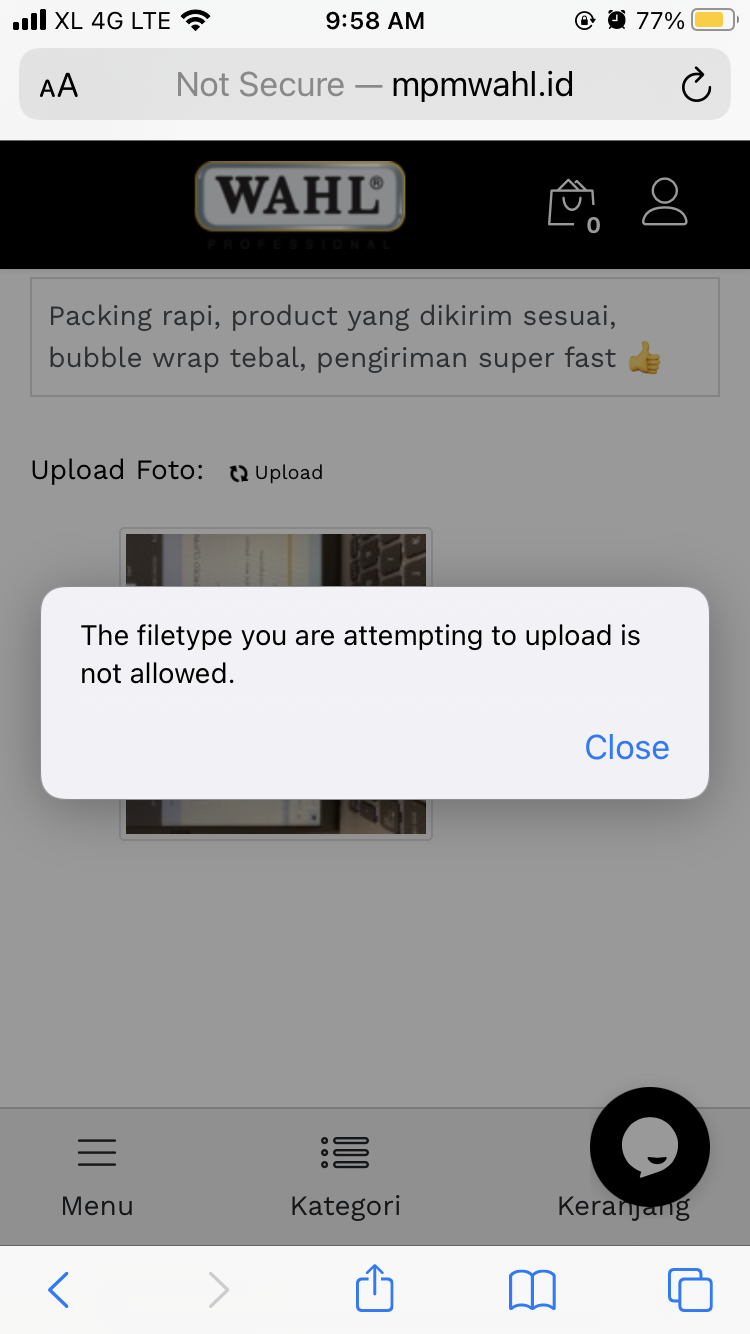 XL 4G LTE 9:58 AM 77%
AA Not Secure — mpmwahl.id
WAHL®
PROFESSIONAL
0
Packing rapi, product yang dikirim sesuai,
bubble wrap tebal, pengiriman super fast 👍
Upload Foto: Upload
The filetype you are attempting to upload is
not allowed.
Close
Menu Kategori Keranjang